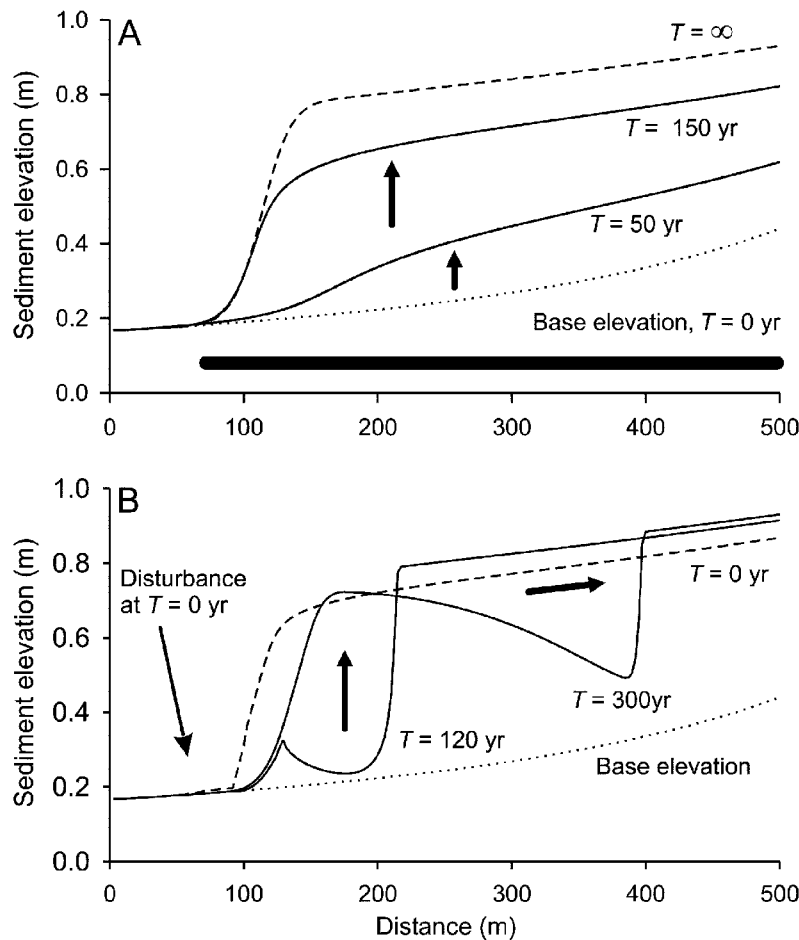 A
T = ∞
T = 150 yr
T = 50 yr
Base elevation, T = 0 yr
Sediment elevation (m)
1.0
0.8
0.6
0.4
0.2
0.0
0 100 200 300 400 500
B
Disturbance
at T = 0 yr
T = 0 yr
T = 300yr
T = 120 yr
Base elevation
Sediment elevation (m)
1.0
0.8
0.6
0.4
0.2
0.0
0 100 200 300 400 500
Distance (m)